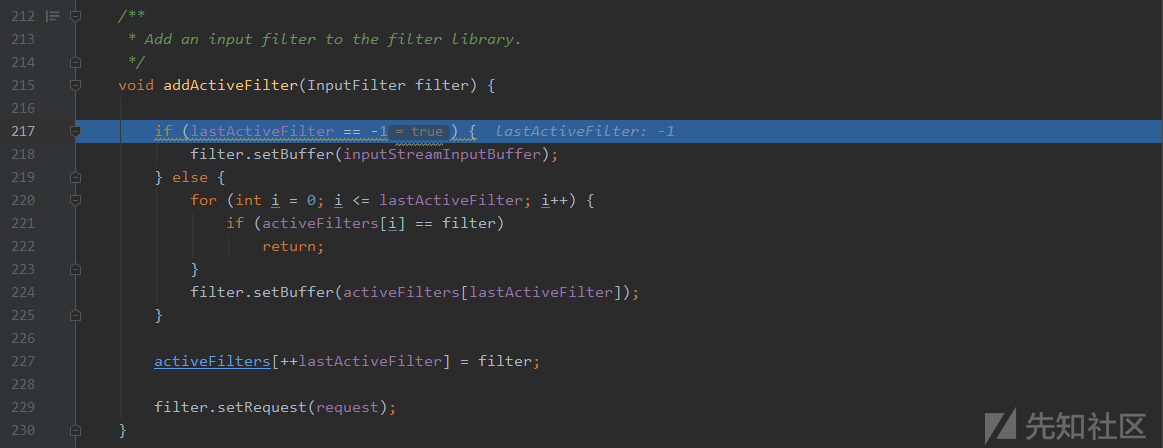 212 /**
213 * Add an input filter to the filter library.
214 */
215 void addActiveFilter(InputFilter filter) {
216
217 if (lastActiveFilter == -1 = true ) { lastActiveFilter: -1
218 filter.setBuffer(inputStreamInputBuffer);
219 } else {
220 for (int i = 0; i <= lastActiveFilter; i++) {
221 if (activeFilters[i] == filter)
222 return;
223 }
224 filter.setBuffer(activeFilters[lastActiveFilter]);
225 }
226
227 activeFilters[++lastActiveFilter] = filter;
228
229 filter.setRequest(request);
230 }
先知社区